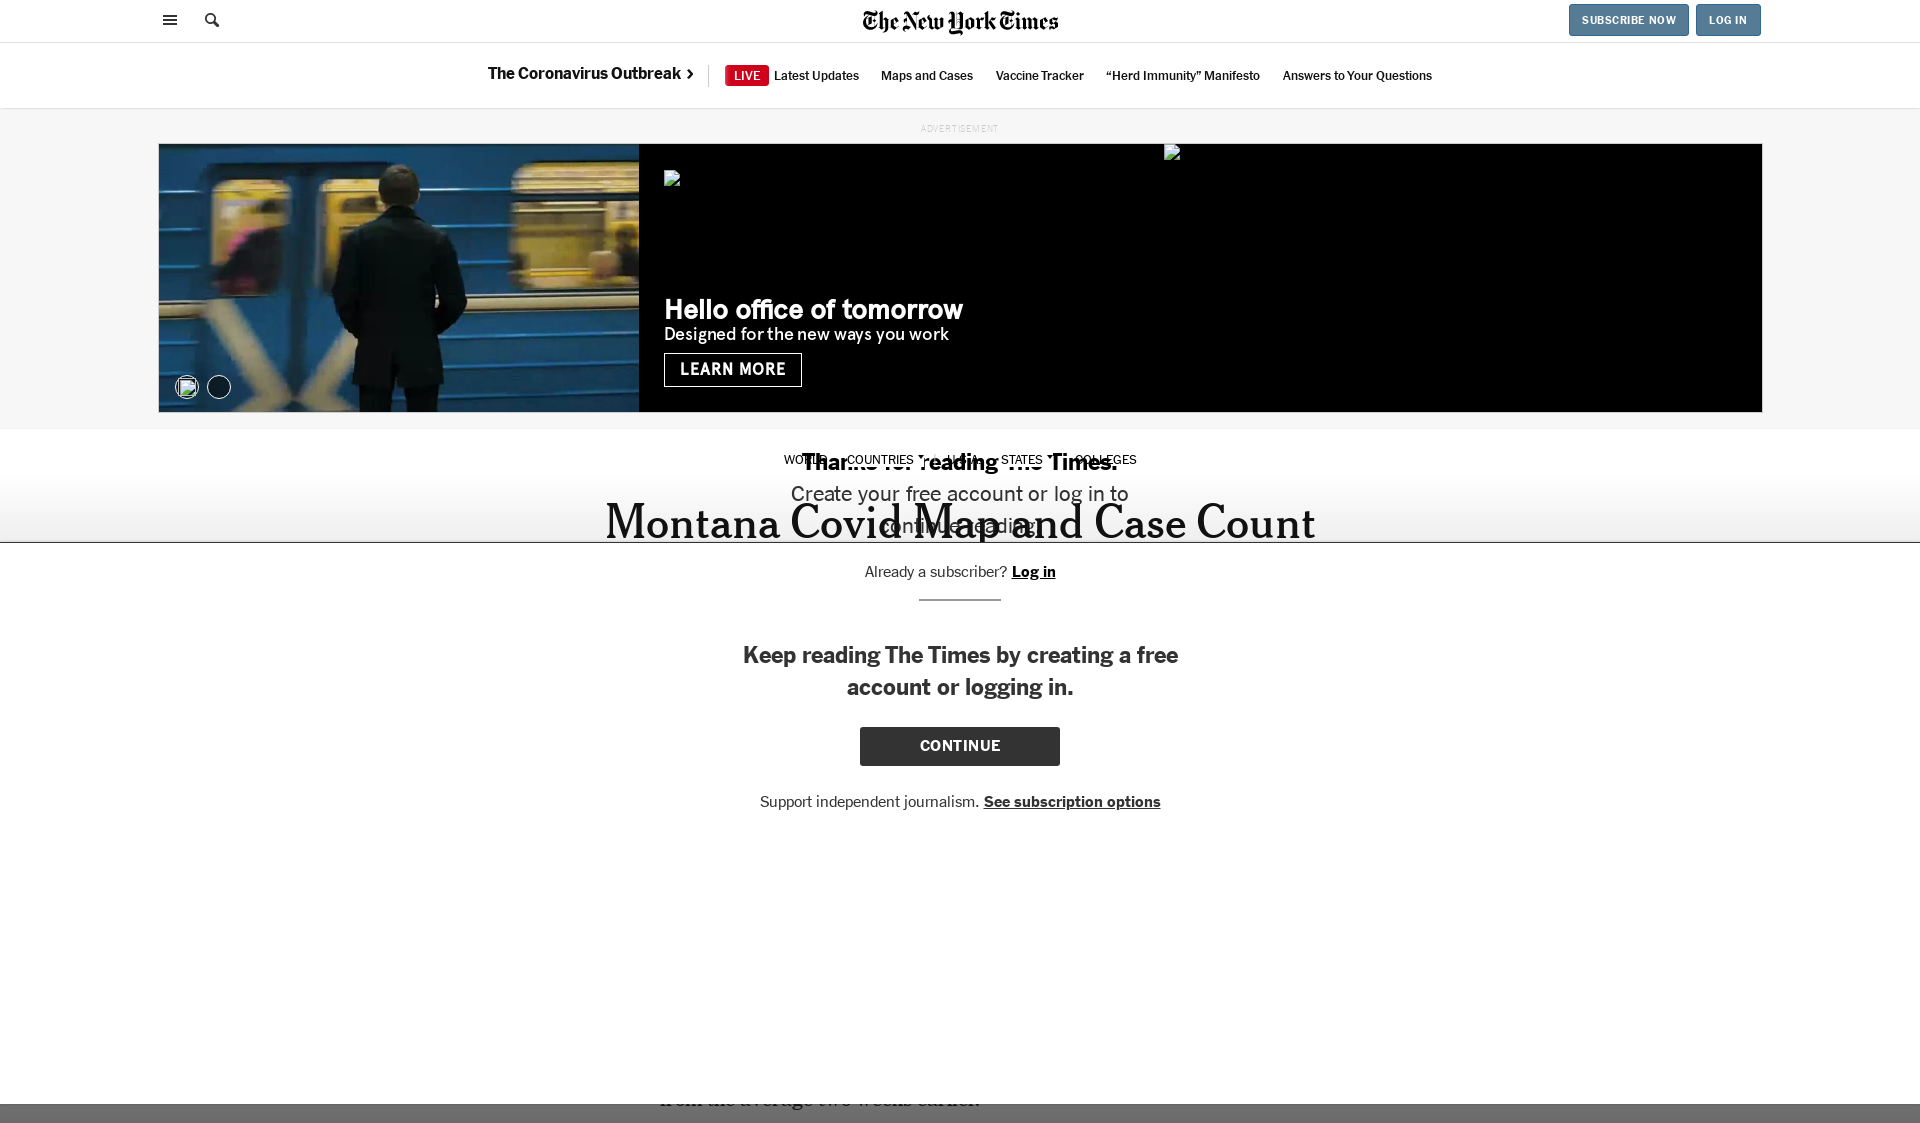 The New York Times
SUBSCRIBE NOW
LOG IN
The Coronavirus Outbreak ›
LIVE Latest Updates
Maps and Cases
Vaccine Tracker
“Herd Immunity” Manifesto
Answers to Your Questions
ADVERTISEMENT
Hello office of tomorrow
Designed for the new ways you work
LEARN MORE
WORLD
COUNTRIES
U.S.A.
STATES
COLLEGES
Thanks for reading The Times.
Create your free account or log in to
continue reading.
Montana Covid Map and Case Count
Already a subscriber? Log in
Keep reading The Times by creating a free
account or logging in.
CONTINUE
Support independent journalism. See subscription options
from the average two weeks earlier.